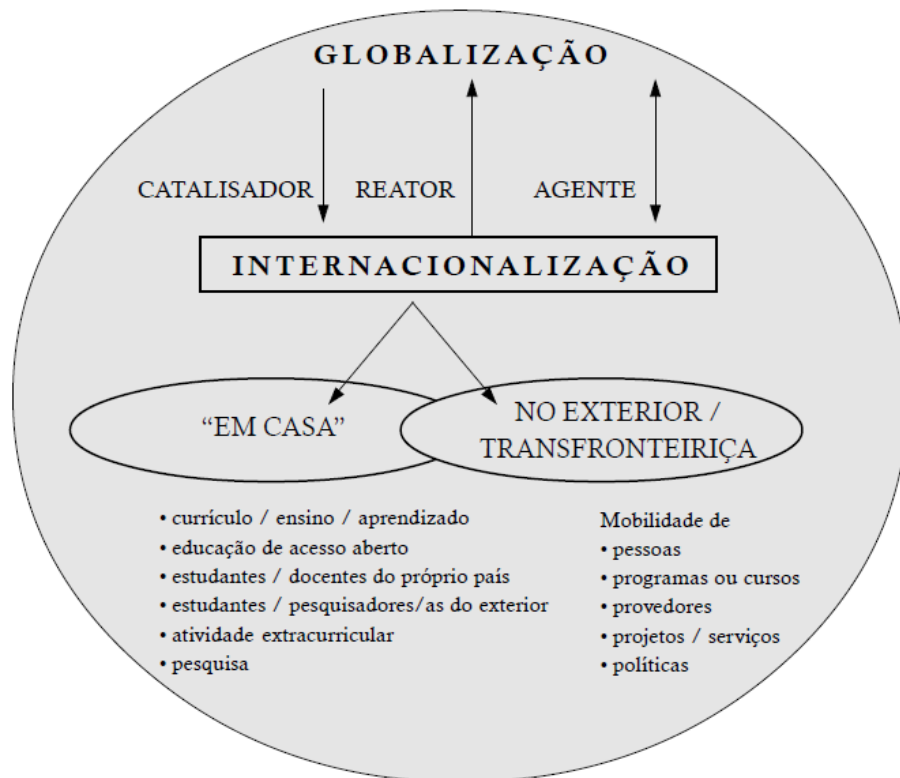 GLOBALIZAÇÃO
CATALISADOR REATOR AGENTE
INTERNACIONALIZAÇÃO
“EM CASA”
NO EXTERIOR /
TRANSFRONTEIRIÇA
• currículo / ensino / aprendizado
• educação de acesso aberto
• estudantes / docentes do próprio país
• estudantes / pesquisadores/as do exterior
• atividade extracurricular
• pesquisa
Mobilidade de
• pessoas
• programas ou cursos
• provedores
• projetos / serviços
• políticas